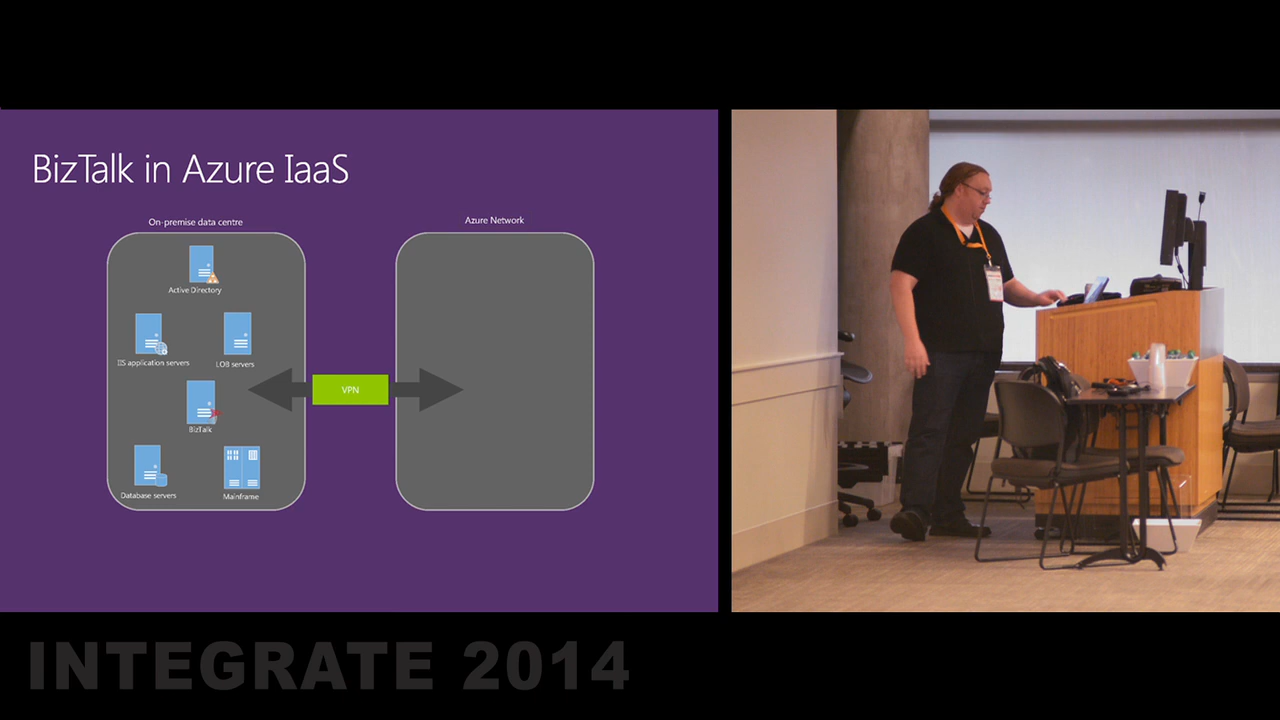 BizTalk in Azure IaaS
On-premise data centre
Azure Network
Active Directory
IIS application servers
LOB servers
VPN
BizTalk
Database servers
Mainframe
INTEGRATE 2014